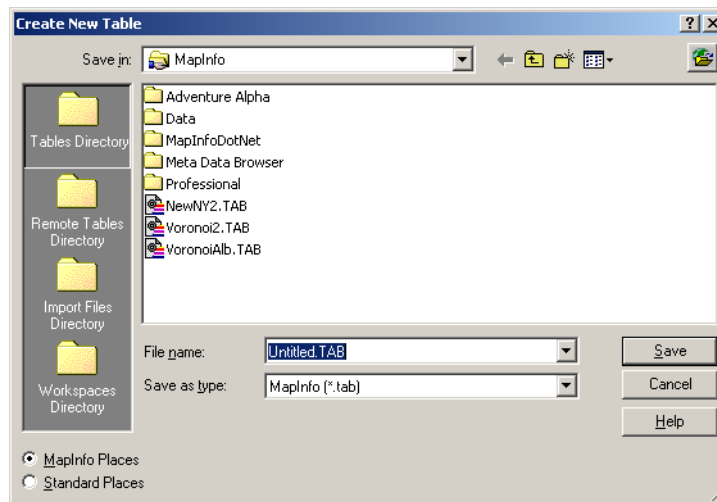 Create New Table
Save in:
MapInfo
Tables Directory
Remote Tables
Directory
Import Files
Directory
Workspaces
Directory
Adventure Alpha
Data
MapInfoDotNet
Meta Data Browser
Professional
NewNY2.TAB
Voronoi2.TAB
VoronoiAlb.TAB
File name:
Untitled.TAB
Save
Save as type:
MapInfo (*.tab)
Cancel
Help
MapInfo Places
Standard Places